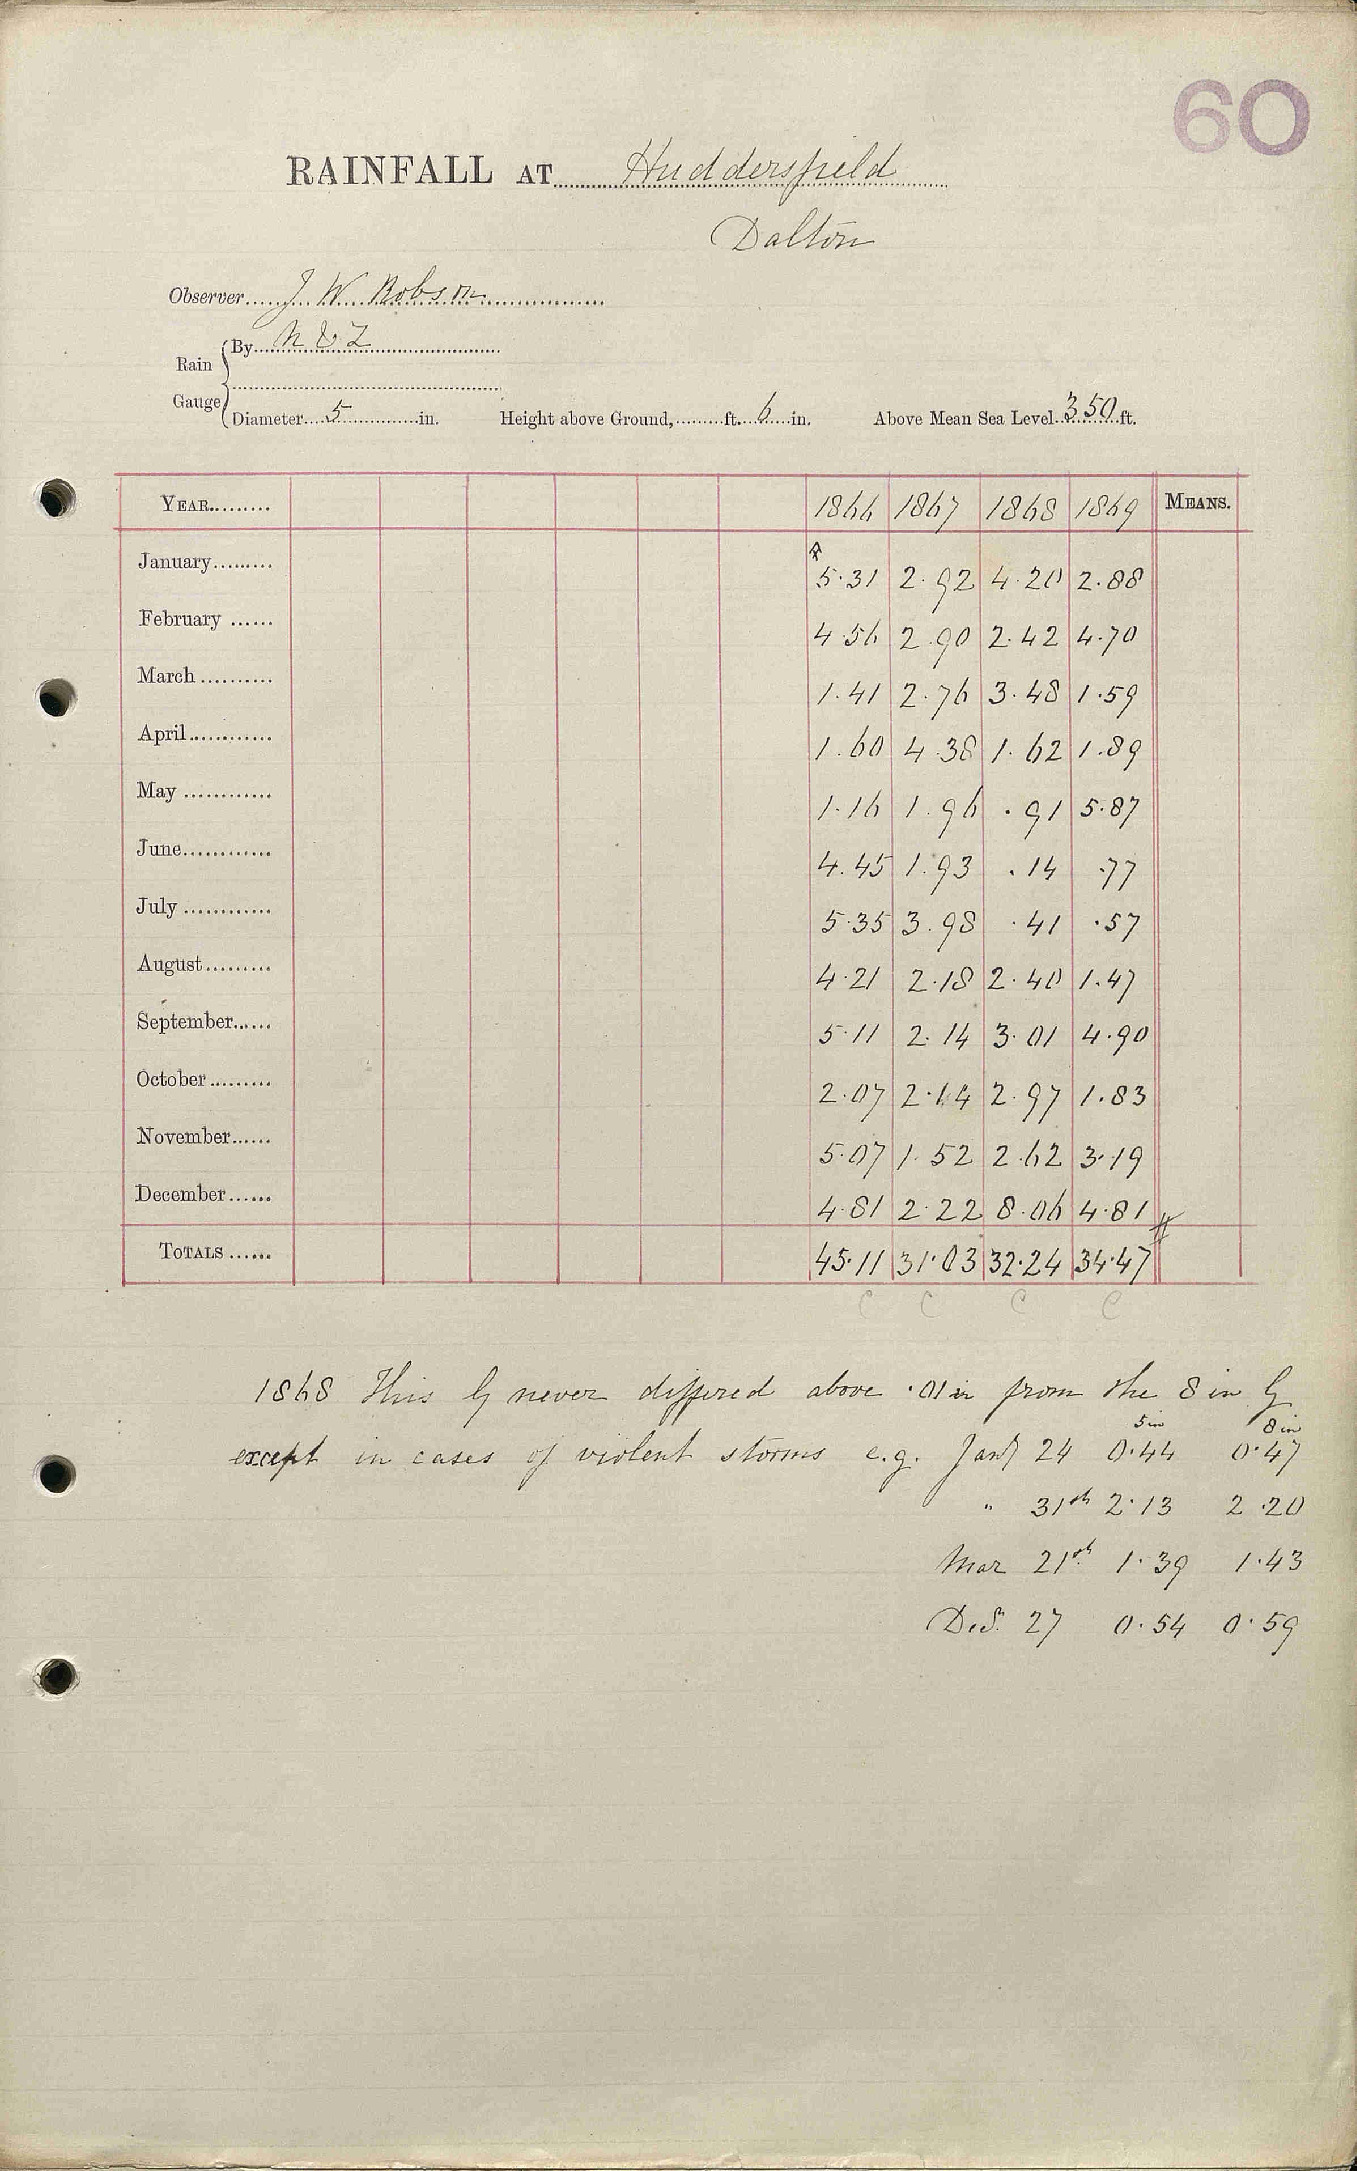 60
RAINFALL AT Huddersfield
Dalton
Observer J W Robson
By N & Z
Rain
Gauge
Diameter 5 in. Height above Ground, ft. 6 in. Above Mean Sea Level 350 ft.
YEAR 1866 1867 1868 1869 MEANS.
January 5.31 2.92 4.20 2.88
February 4.56 2.90 2.42 4.70
March 1.41 2.76 3.48 1.59
April 1.60 4.38 1.62 1.89
May 1.16 1.96 .91 5.87
June 4.45 1.93 .14 .77
July 5.35 3.98 .41 .57
August 4.21 2.18 2.40 1.47
September 5.11 2.14 3.01 4.90
October 2.07 2.14 2.97 1.83
November 5.07 1.52 2.62 3.19
December 4.81 2.22 8.06 4.81
TOTALS 45.11 31.03 32.24 34.47
C C C C
1868 This G never differed above .01 in from the 8 in G
5 in 8 in
except in cases of violent storms e.g. Jany 24 0.44 0.47
" 31st 2.13 2.20
Mar 21st 1.39 1.43
Dec. 27 0.54 0.59